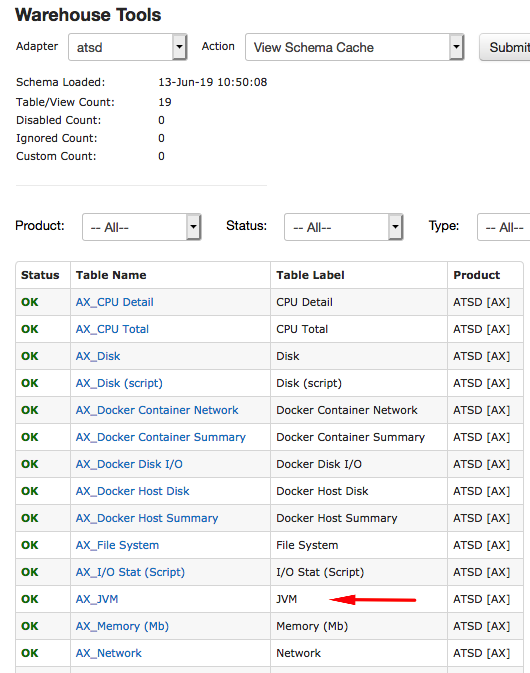 Warehouse Tools
Adapter atsd Action View Schema Cache Submit
Schema Loaded: 13-Jun-19 10:50:08
Table/View Count: 19
Disabled Count: 0
Ignored Count: 0
Custom Count: 0
Product: -- All-- Status: -- All-- Type: -- All--
Status Table Name Table Label Product
OK AX_CPU Detail CPU Detail ATSD [AX]
OK AX_CPU Total CPU Total ATSD [AX]
OK AX_Disk Disk ATSD [AX]
OK AX_Disk (script) Disk (script) ATSD [AX]
OK AX_Docker Container Network Docker Container Network ATSD [AX]
OK AX_Docker Container Summary Docker Container Summary ATSD [AX]
OK AX_Docker Disk I/O Docker Disk I/O ATSD [AX]
OK AX_Docker Host Disk Docker Host Disk ATSD [AX]
OK AX_Docker Host Summary Docker Host Summary ATSD [AX]
OK AX_File System File System ATSD [AX]
OK AX_I/O Stat (Script) I/O Stat (Script) ATSD [AX]
OK AX_JVM JVM ATSD [AX]
OK AX_Memory (Mb) Memory (Mb) ATSD [AX]
OK AX_Network Network ATSD [AX]